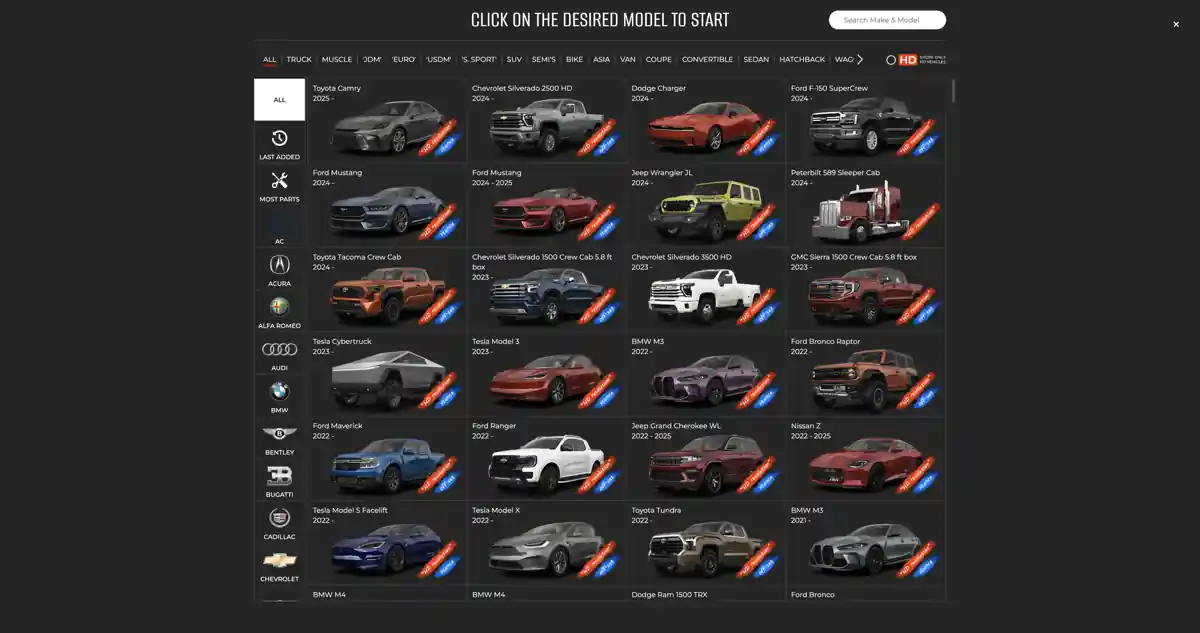 CLICK ON THE DESIRED MODEL TO START
Search Make & Model
×
ALL TRUCK MUSCLE 'JDM' 'EURO' 'USDM' 'S. SPORT' SUV SEMI'S BIKE ASIA VAN COUPE CONVERTIBLE SEDAN HATCHBACK WAG
HD
SHOW ONLY
HD VEHICLES
ALL
LAST ADDED
MOST PARTS
AC
ACURA
ALFA ROMEO
AUDI
BMW
BENTLEY
BUGATTI
CADILLAC
CHEVROLET
Toyota Camry
2025 -
Chevrolet Silverado 2500 HD
2024 -
Dodge Charger
2024 -
Ford F-150 SuperCrew
2024 -
Ford Mustang
2024 -
Ford Mustang
2024 - 2025
Jeep Wrangler JL
2024 -
Peterbilt 589 Sleeper Cab
2024 -
Toyota Tacoma Crew Cab
2024 -
Chevrolet Silverado 1500 Crew Cab 5.8 ft
box
2023 -
Chevrolet Silverado 3500 HD
2023 -
GMC Sierra 1500 Crew Cab 5.8 ft box
2023 -
Tesla Cybertruck
2023 -
Tesla Model 3
2023 -
BMW M3
2022 -
Ford Bronco Raptor
2022 -
Ford Maverick
2022 -
Ford Ranger
2022 -
Jeep Grand Cherokee WL
2022 - 2025
Nissan Z
2022 - 2025
Tesla Model S Facelift
2022 -
Tesla Model X
2022 -
Toyota Tundra
2022 -
BMW M3
2021 -
BMW M4
BMW M4
Dodge Ram 1500 TRX
Ford Bronco